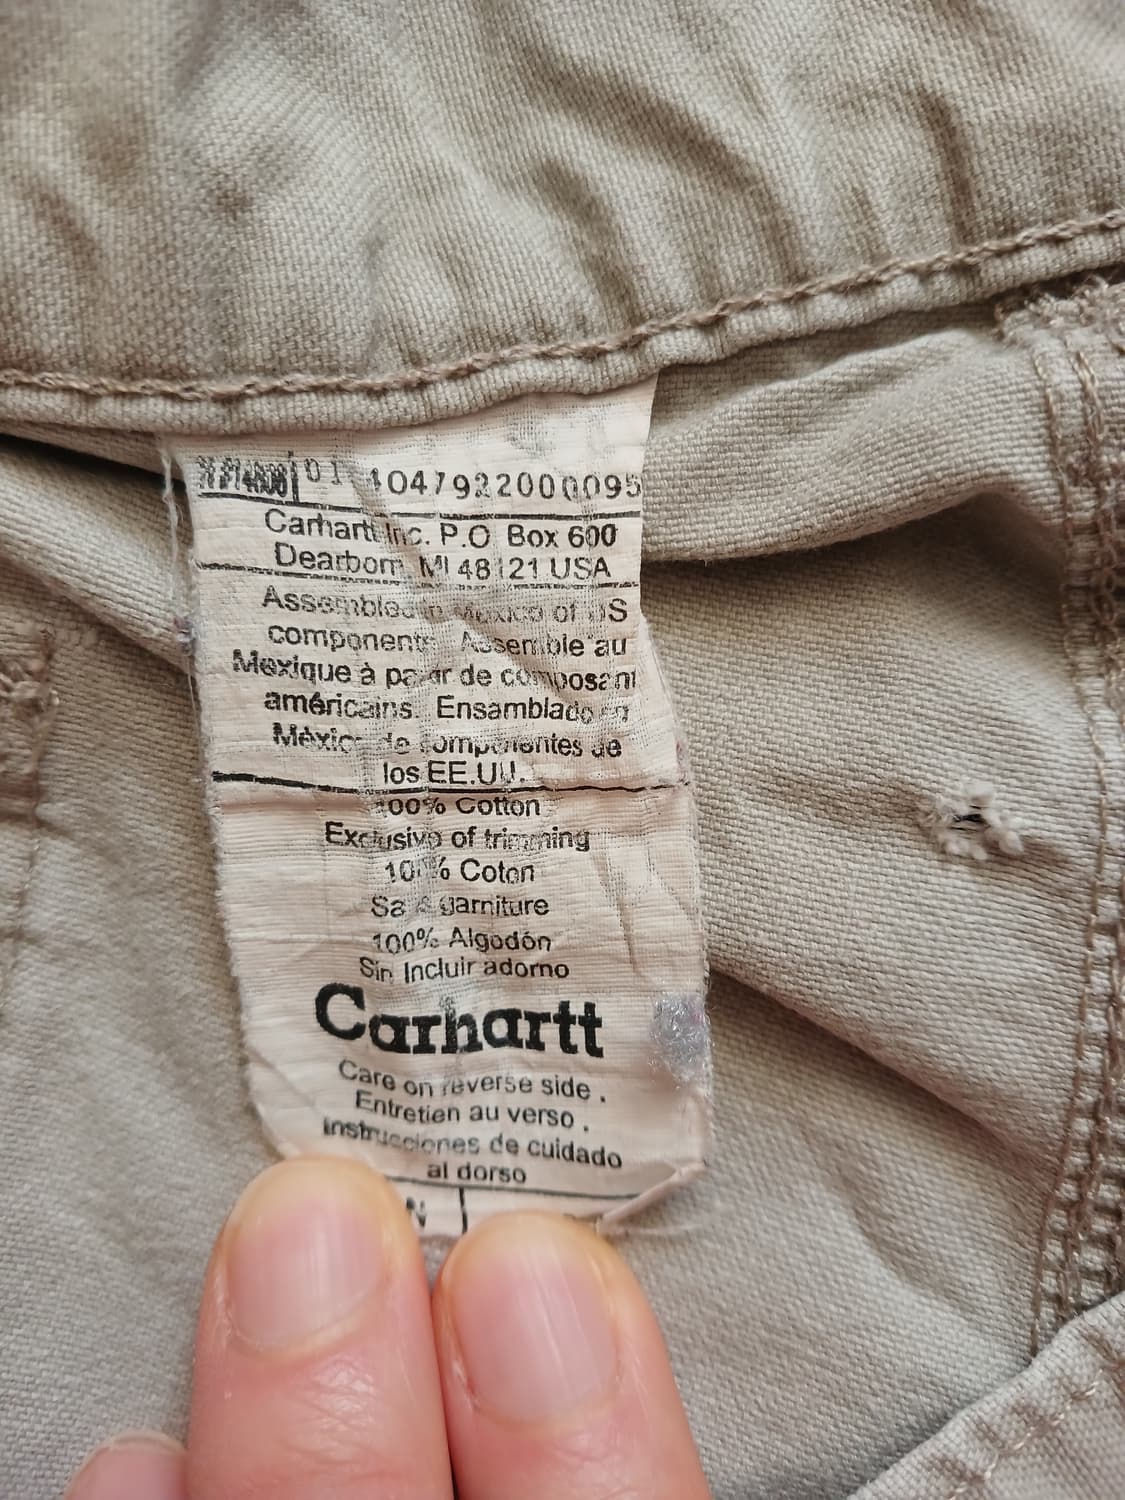 01 1047922000095
Carhartt Inc. P.O. Box 600
Dearborn MI 48121 USA
Assembled in Mexico of US
components. Assemblé au
Mexique à partir de composant
américains. Ensamblado en
México de componentes de
los EE.UU.
100% Cotton
Exclusive of trimming
100% Coton
Sans garniture
100% Algodón
Sin Incluir adorno
Carhartt
Care on reverse side .
Entretien au verso .
Instrucciones de cuidado
al dorso
N